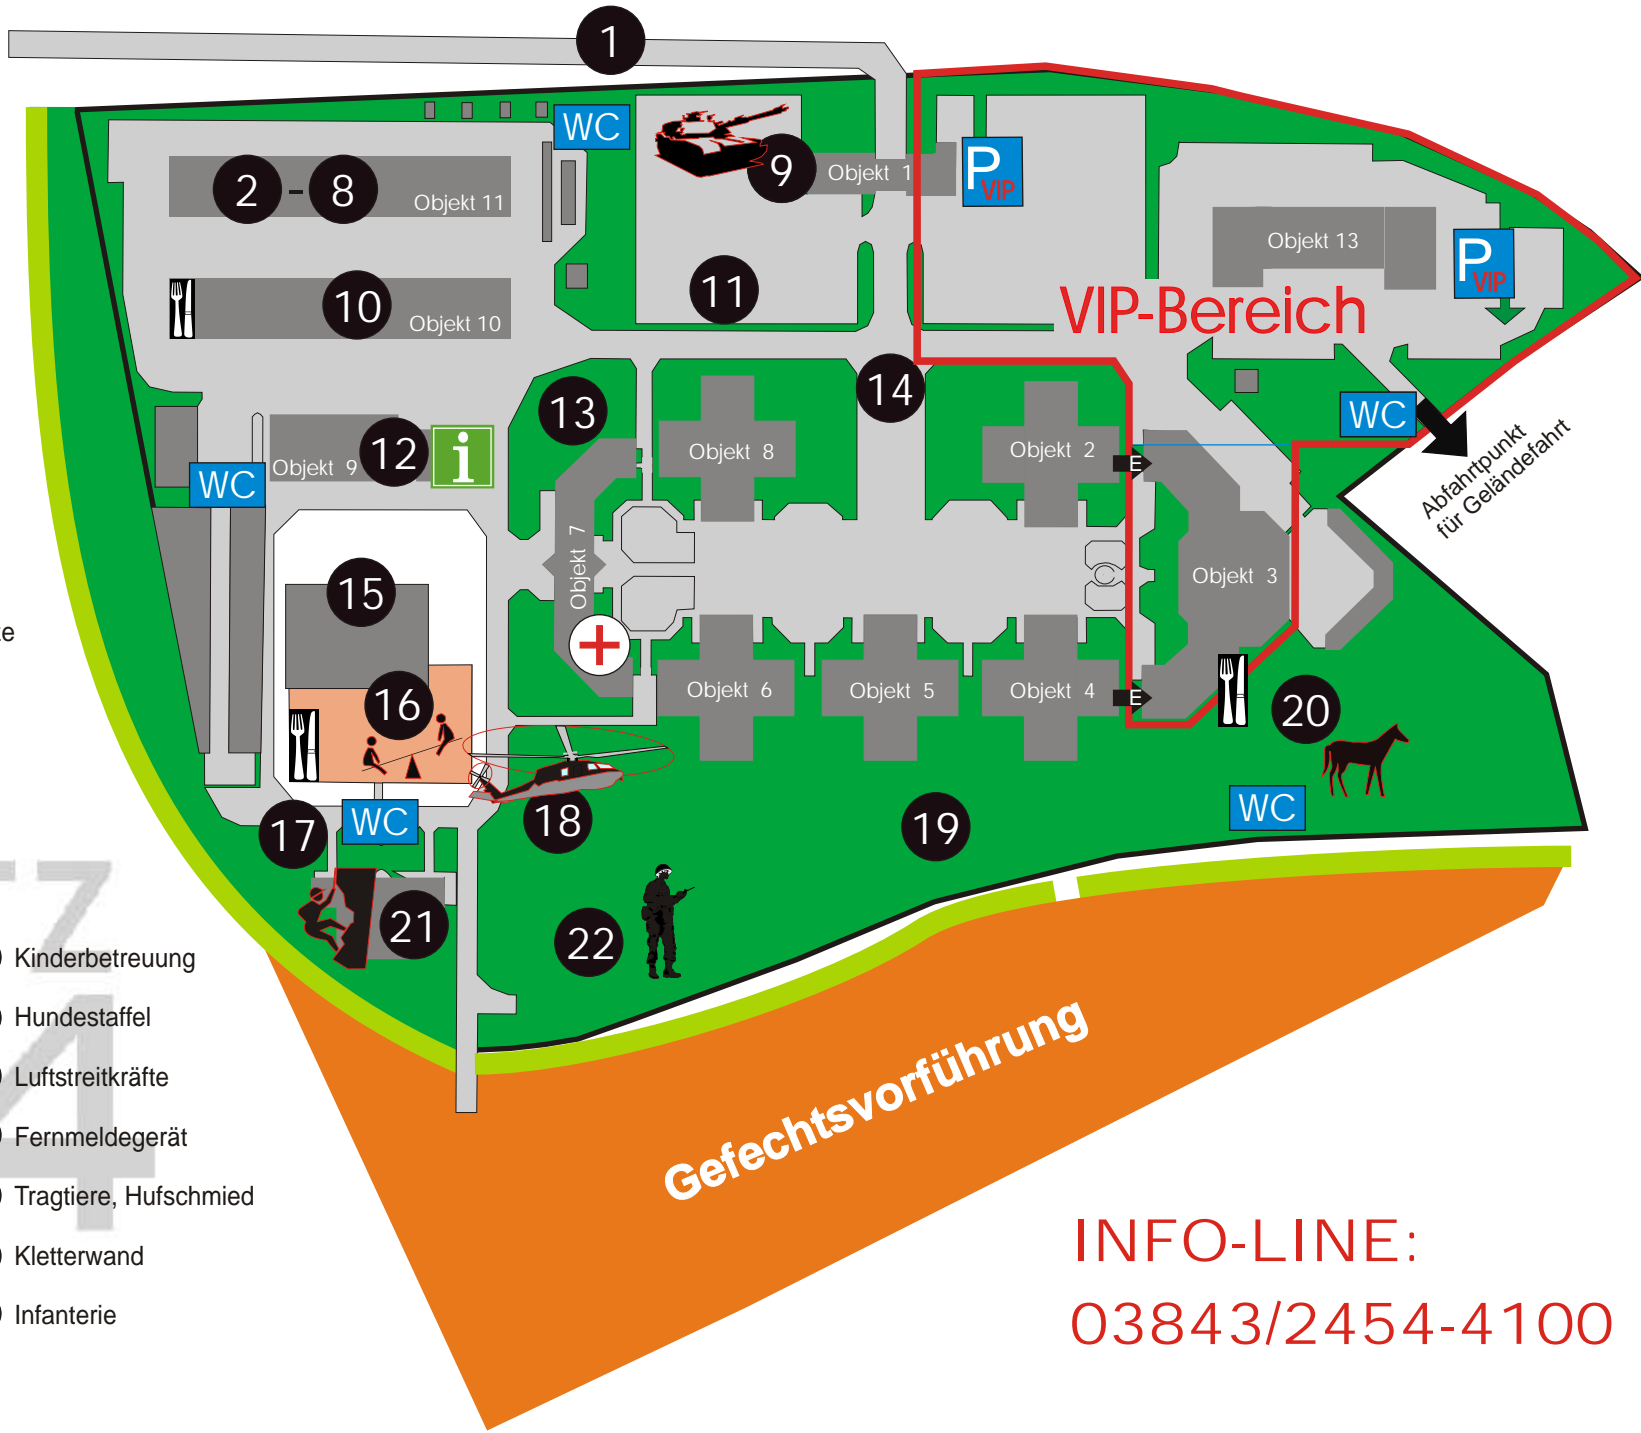 1
WC
9
Objekt 1
P
VIP
2 - 8
Objekt 11
Objekt 13
P
VIP
10
Objekt 10
11
VIP-Bereich
13
14
WC
Objekt 9
12
i
Objekt 8
Objekt 2
E
Abfahrtpunkt
für Geländefahrt
WC
Objekt 7
15
Objekt 3
16
Objekt 6
Objekt 5
Objekt 4
E
20
17
WC
18
19
WC
21
22
Kinderbetreuung
Hundestaffel
Luftstreitkräfte
Fernmeldegerät
Tragtiere, Hufschmied
Kletterwand
Infanterie
Gefechtsvorführung
INFO-LINE:
03843/2454-4100